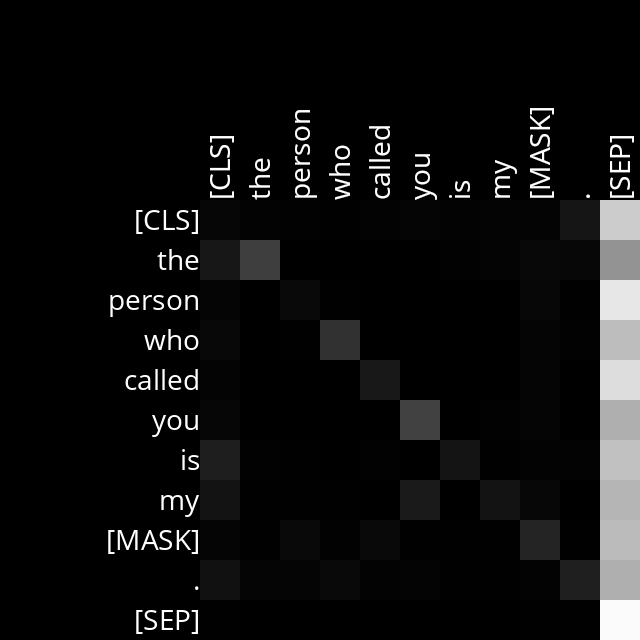 [CLS] the person who called you is my [MASK] . [SEP]
[CLS]
the
person
who
called
you
is
my
[MASK]
.
[SEP]